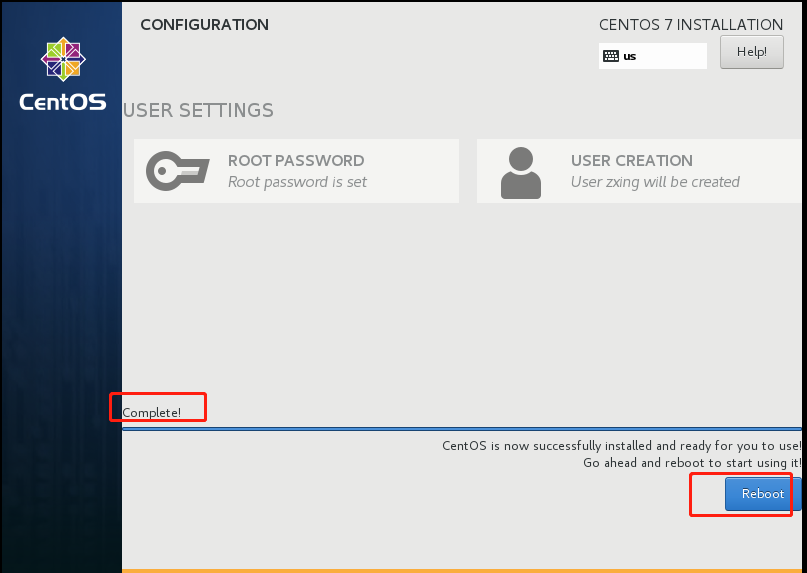 CONFIGURATION
CENTOS 7 INSTALLATION
us
Help!
CentOS
USER SETTINGS
ROOT PASSWORD
Root password is set
USER CREATION
User zxing will be created
Complete!
CentOS is now successfully installed and ready for you to use!
Go ahead and reboot to start using it!
Reboot